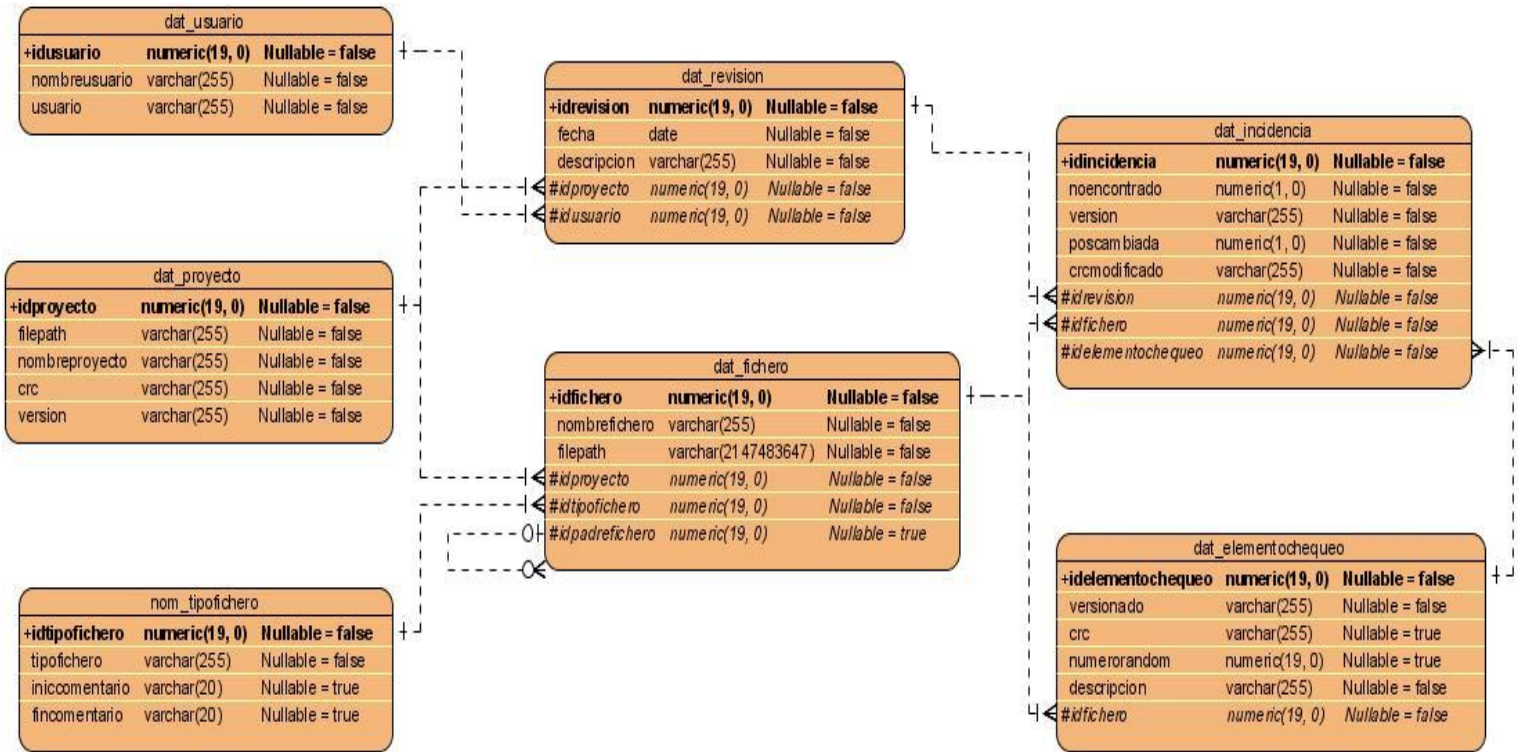 dat_usuario
+idusuario numeric(19, 0) Nullable = false
nombreusuario varchar(255) Nullable = false
usuario varchar(255) Nullable = false
dat_revision
+idrevision numeric(19, 0) Nullable = false
fecha date Nullable = false
descripcion varchar(255) Nullable = false
#idproyecto numeric(19, 0) Nullable = false
#idusuario numeric(19, 0) Nullable = false
dat_incidencia
+idincidencia numeric(19, 0) Nullable = false
noencontrado numeric(1, 0) Nullable = false
version varchar(255) Nullable = false
poscambiada numeric(1, 0) Nullable = false
crcmodificado varchar(255) Nullable = false
#idrevision numeric(19, 0) Nullable = false
#idfichero numeric(19, 0) Nullable = false
#idelementochequeo numeric(19, 0) Nullable = false
dat_proyecto
+idproyecto numeric(19, 0) Nullable = false
filepath varchar(255) Nullable = false
nombreproyecto varchar(255) Nullable = false
crc varchar(255) Nullable = false
version varchar(255) Nullable = false
dat_fichero
+idfichero numeric(19, 0) Nullable = false
nombrefichero varchar(255) Nullable = false
filepath varchar(2147483647) Nullable = false
#idproyecto numeric(19, 0) Nullable = false
#idtipofichero numeric(19, 0) Nullable = false
#idpadrefichero numeric(19, 0) Nullable = true
nom_tipofichero
+idtipofichero numeric(19, 0) Nullable = false
tipofichero varchar(255) Nullable = false
iniccomentario varchar(20) Nullable = true
fincomentario varchar(20) Nullable = true
dat_elementochequeo
+idelementochequeo numeric(19, 0) Nullable = false
versionado varchar(255) Nullable = false
crc varchar(255) Nullable = true
numerorandom numeric(19, 0) Nullable = true
descripcion varchar(255) Nullable = false
#idfichero numeric(19, 0) Nullable = false